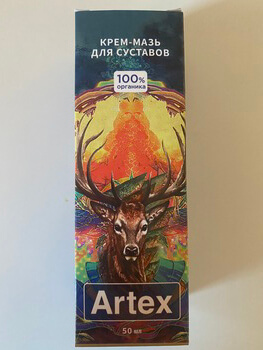 КРЕМ-МАЗЬ
ДЛЯ СУСТАВОВ
100%
органика
Artex
50 мл